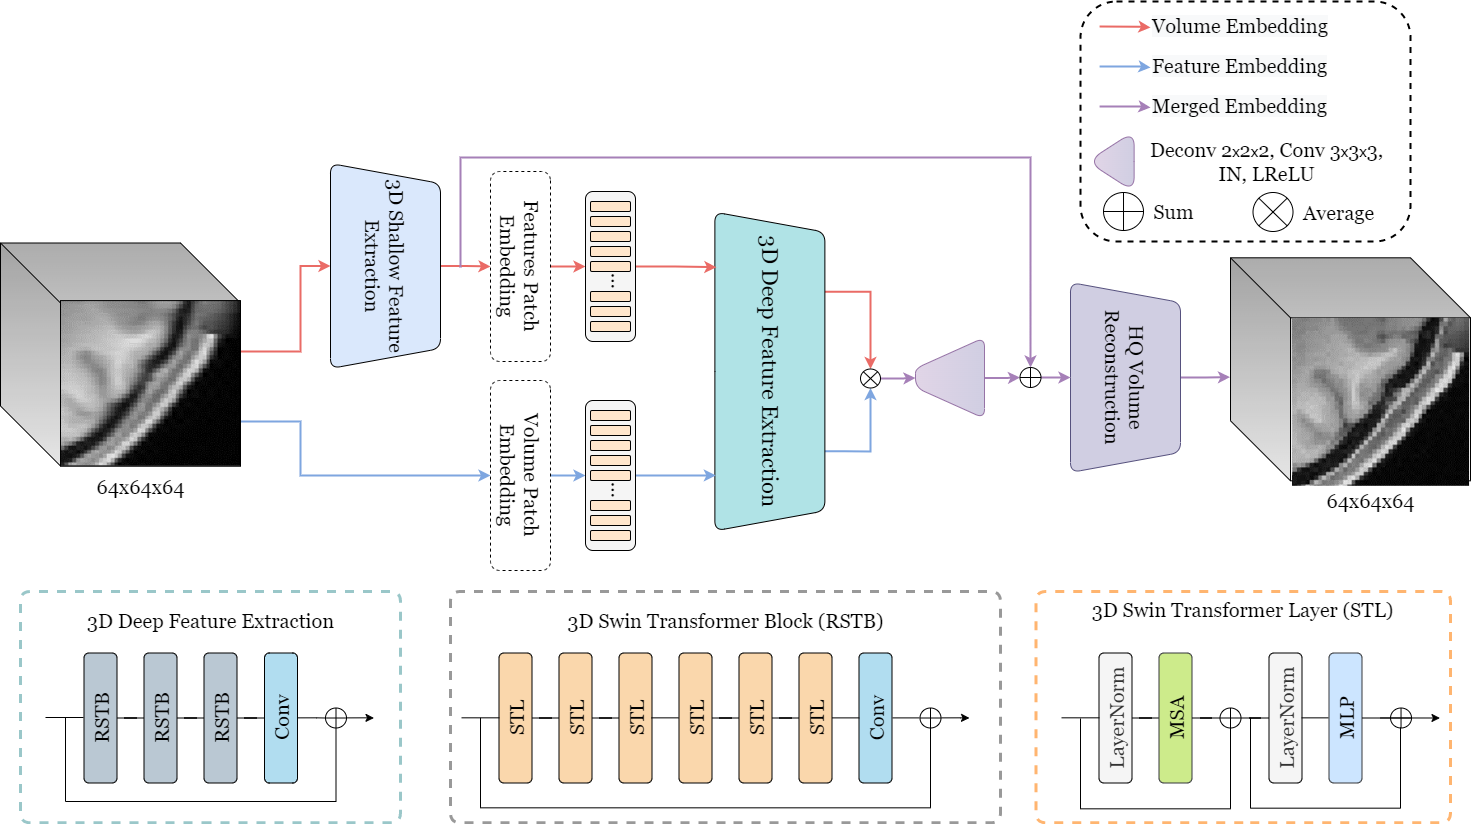 Volume Embedding
Feature Embedding
Merged Embedding
Deconv 2x2x2, Conv 3x3x3,
IN, LReLU
Sum
Average
3D Shallow Feature
Extraction
Features Patch
Embedding
...
Volume Patch
Embedding
...
3D Deep Feature Extraction
HQ Volume
Reconstruction
64x64x64
64x64x64
3D Deep Feature Extraction
RSTB
RSTB
RSTB
Conv
3D Swin Transformer Block (RSTB)
STL
STL
STL
STL
STL
STL
Conv
3D Swin Transformer Layer (STL)
LayerNorm
MSA
LayerNorm
MLP